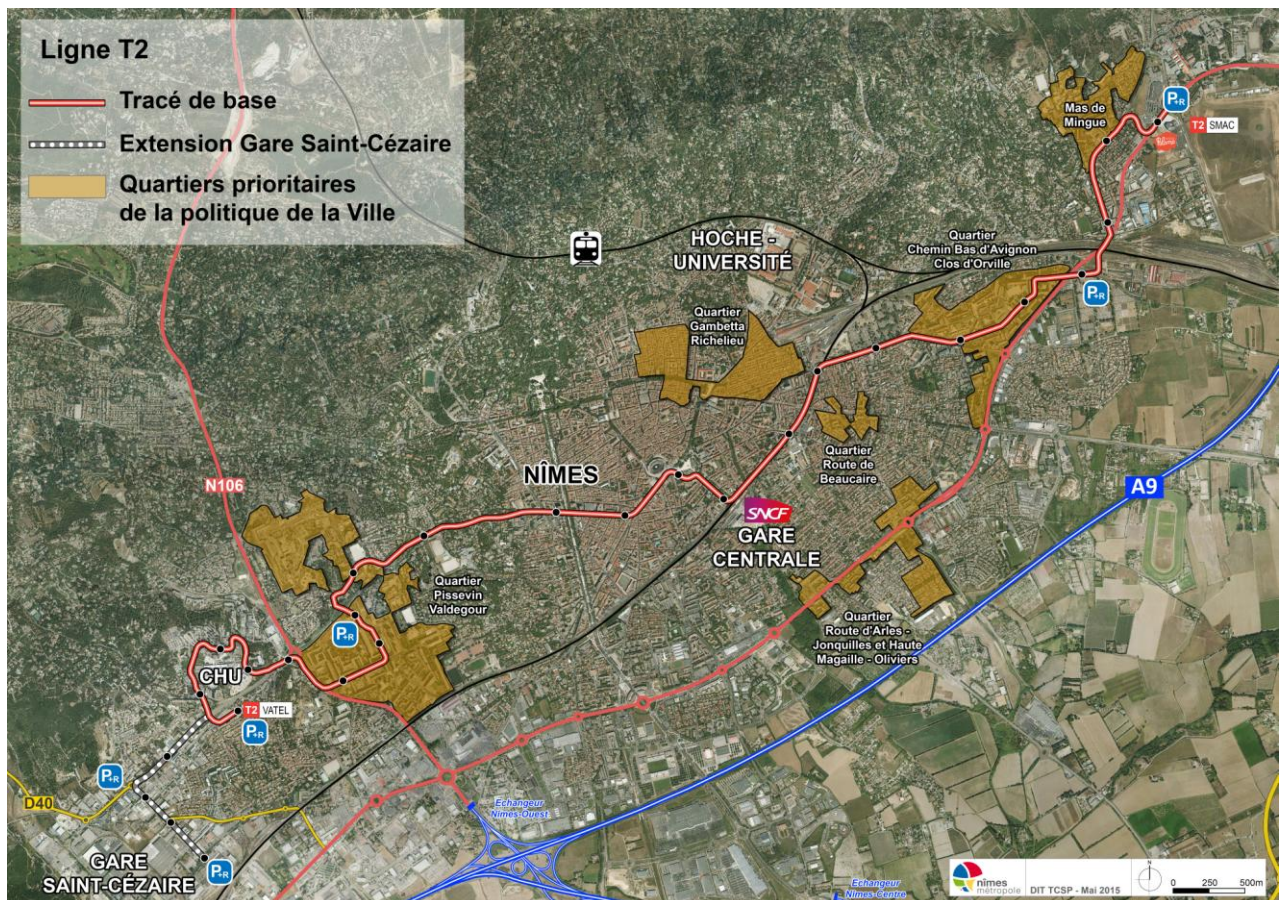 Ligne T2
Tracé de base
Extension Gare Saint-Cézaire
Quartiers prioritaires
de la politique de la Ville
Mas de
Mingue
P+R
T2 SMAC
HOCHE -
UNIVERSITÉ
Quartier
Chemin Bas d'Avignon
Clos d'Orville
P+R
Quartier
Gambetta
Richelieu
Quartier
Route de
Beaucaire
N106
NÎMES
A9
SNCF
GARE
CENTRALE
Quartier
Pissevin
Valdegour
P+R
Quartier
Route d'Arles -
Jonquilles et Haute
Magaille - Oliviers
CHU
T2 VATEL
P+R
P+R
D40
Echangeur
Nîmes-Ouest
GARE
SAINT-CÉZAIRE
P+R
nîmes
métropole
DIT TCSP - Mai 2015
N
0 250 500m
Echangeur
Nîmes-Centre